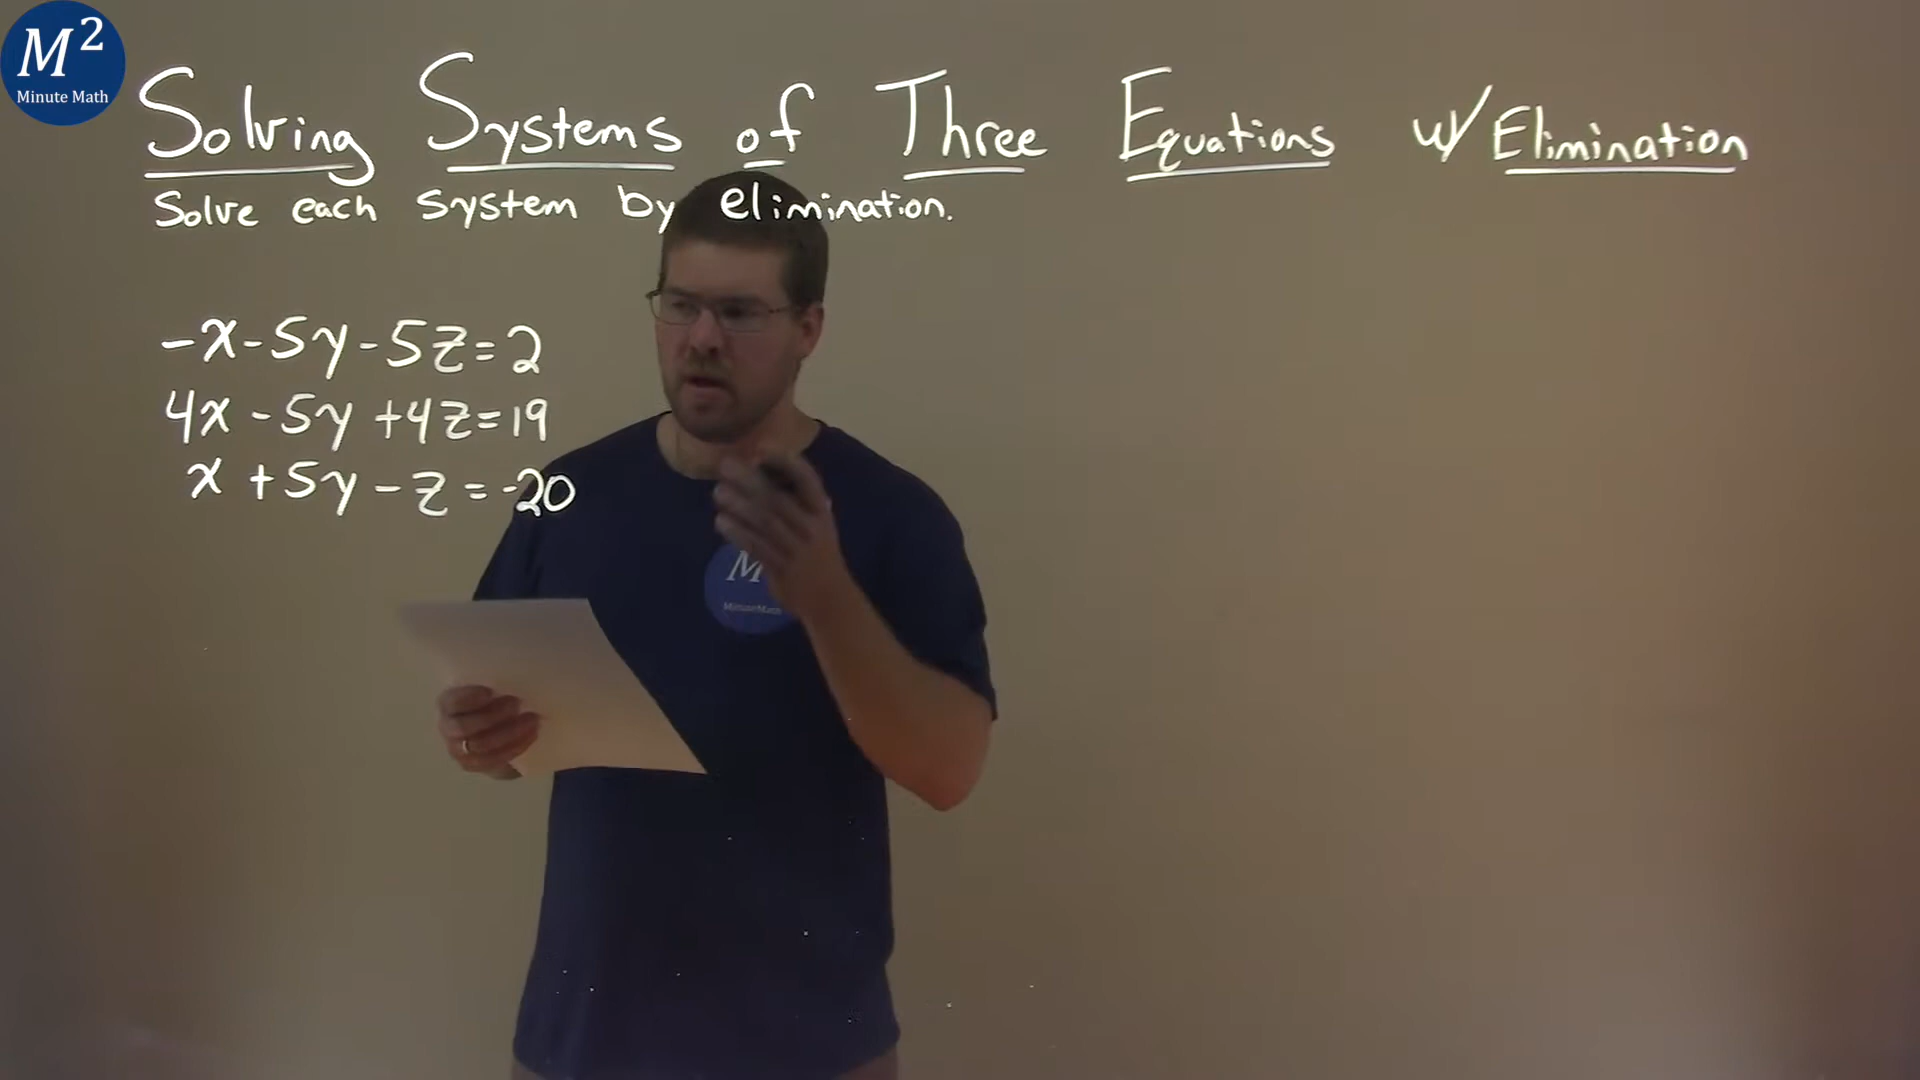 M²
Minute Math
Solving Systems of Three Equations w/ Elimination
Solve each system by elimination.
-x-5y-5z=2
4x-5y+4z=19
x+5y-z=-20
M
MinuteMath